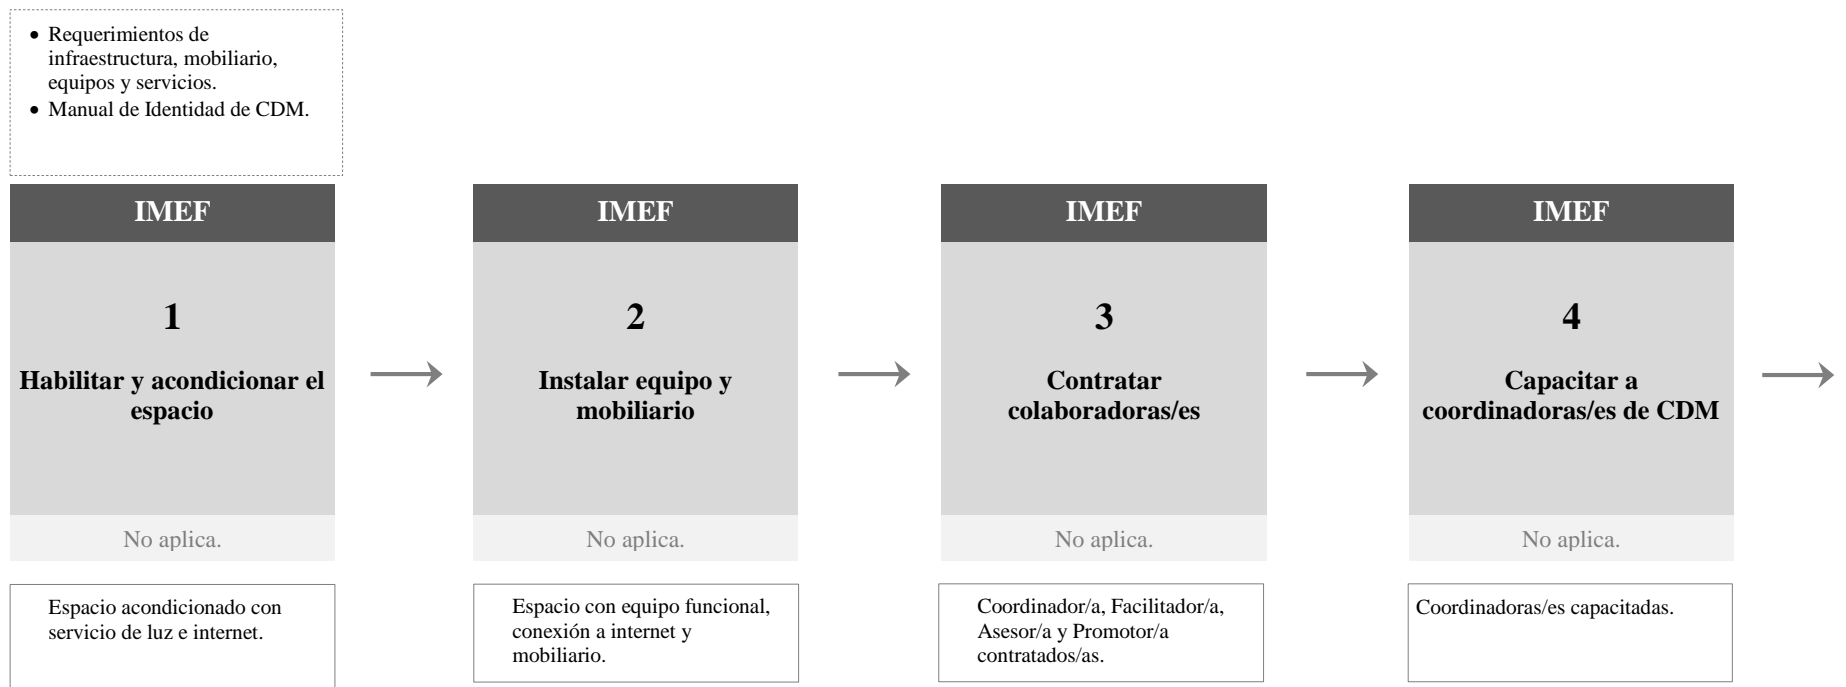 • Requerimientos de
infraestructura, mobiliario,
equipos y servicios.
• Manual de Identidad de CDM.
IMEF
1
Habilitar y acondicionar el
espacio
No aplica.
Espacio acondicionado con
servicio de luz e internet.
IMEF
2
Instalar equipo y
mobiliario
No aplica.
Espacio con equipo funcional,
conexión a internet y
mobiliario.
IMEF
3
Contratar
colaboradoras/es
No aplica.
Coordinador/a, Facilitador/a,
Asesor/a y Promotor/a
contratados/as.
IMEF
4
Capacitar a
coordinadoras/es de CDM
No aplica.
Coordinadoras/es capacitadas.